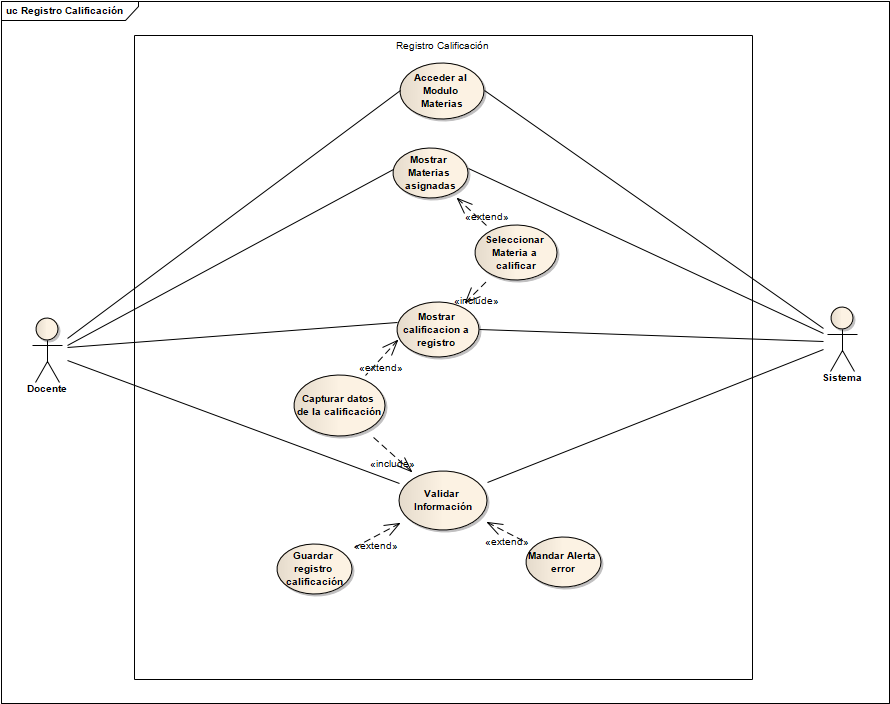 uc Registro Calificación
Registro Calificación
Acceder al
Modulo
Materias
Mostrar
Materias
asignadas
«extend»
Seleccionar
Materia a
calificar
«include»
Mostrar
calificacion a
registro
Docente
Sistema
«extend»
Capturar datos
de la calificación
«include»
Validar
Información
«extend»
«extend»
Guardar
registro
calificación
Mandar Alerta
error